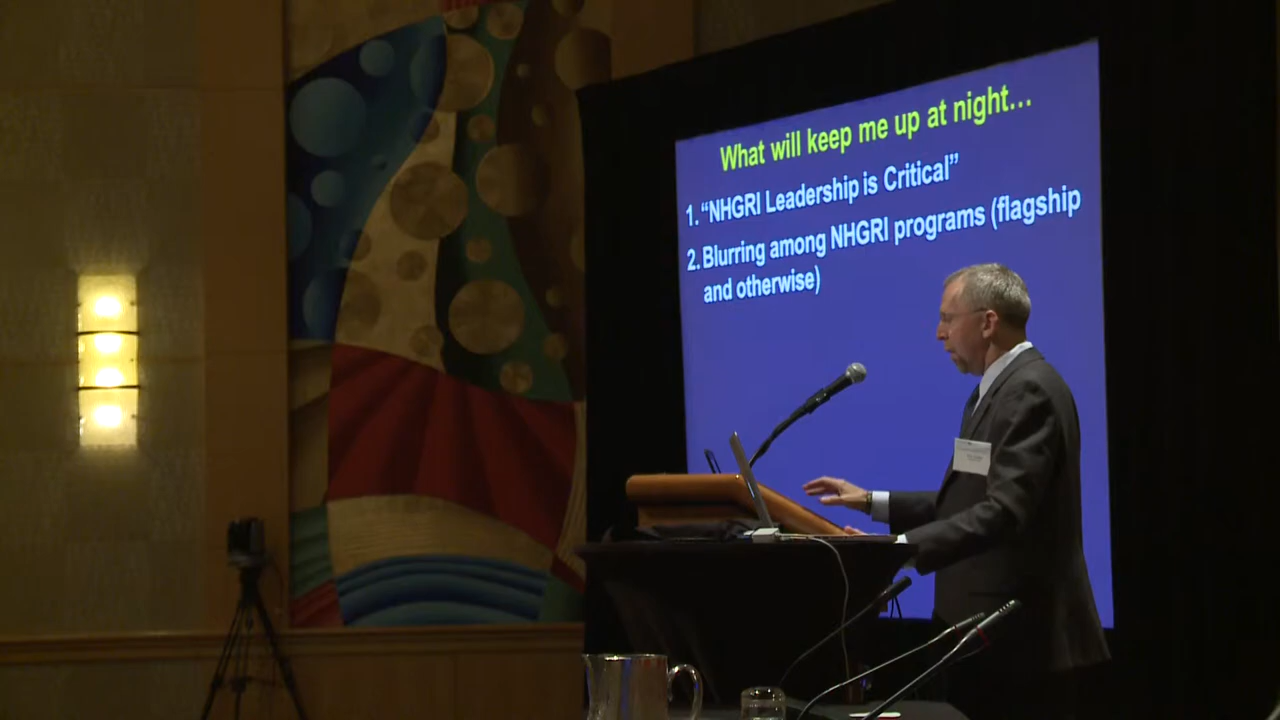 What will keep me up at night…
1. “NHGRI Leadership is Critical”
2. Blurring among NHGRI programs (flagship
and otherwise)